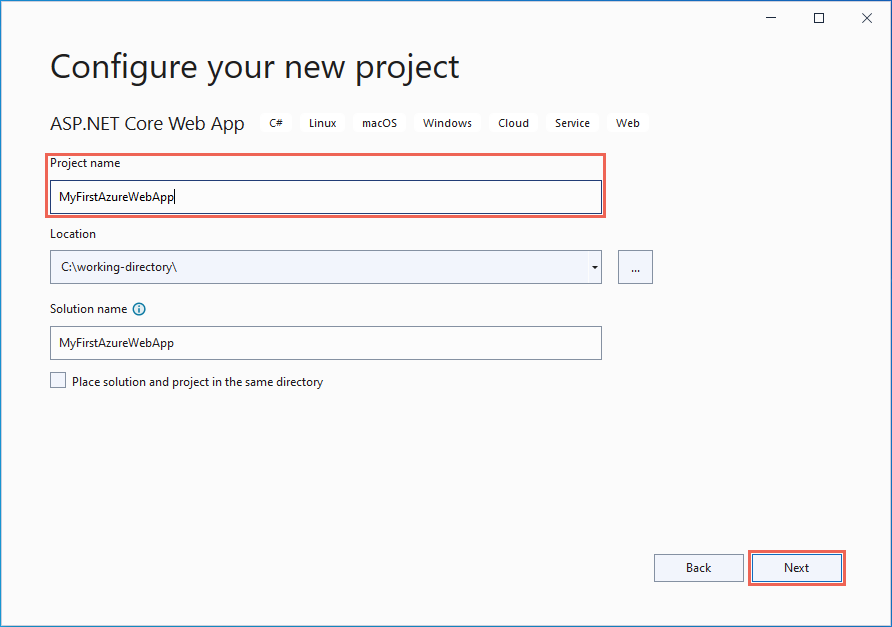 Configure your new project
ASP.NET Core Web App C# Linux macOS Windows Cloud Service Web
Project name
MyFirstAzureWebApp
Location
C:\working-directory\
...
Solution name
MyFirstAzureWebApp
Place solution and project in the same directory
Back Next